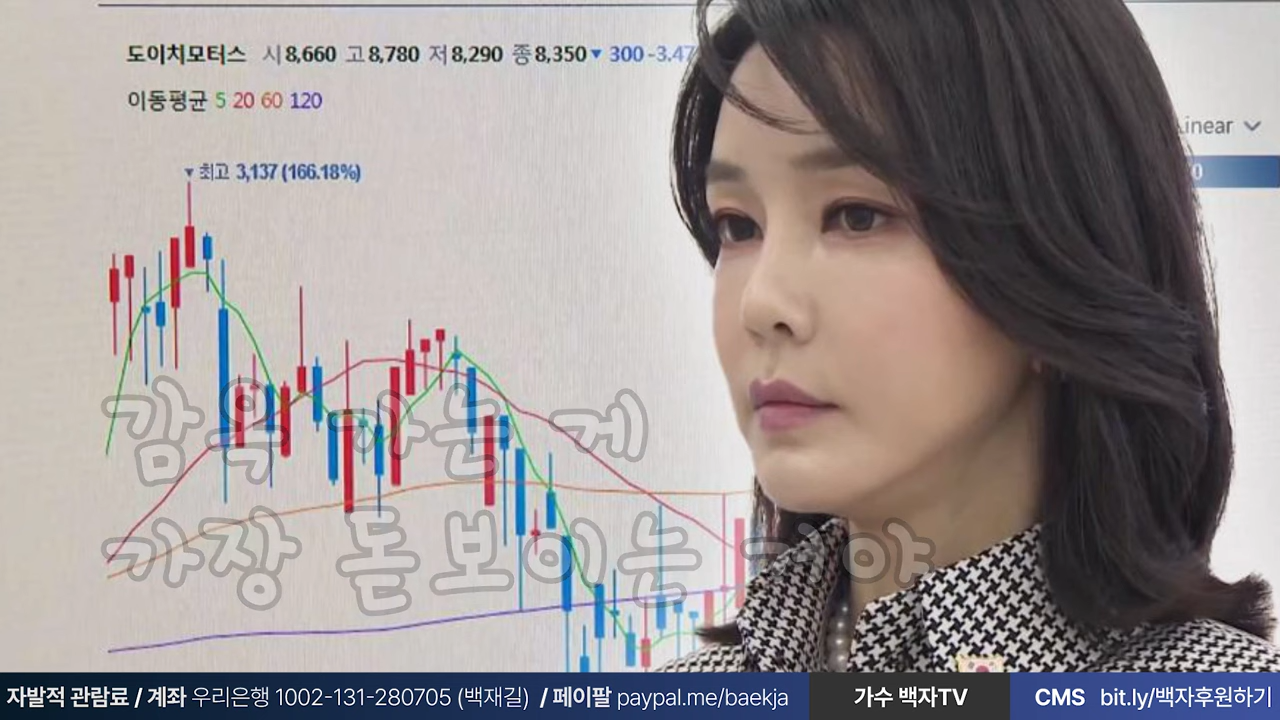 도이치모터스 시8,660 고8,780 저8,290 종8,350▼ 300 -3.47
이동평균 5 20 60 120
Linear
▼최고 3,137 (166.18%)
0
감옥 가는 게
가장 돋보이는 거야
자발적 관람료 / 계좌 우리은행 1002-131-280705 (백재길) / 페이팔 paypal.me/baekja
가수 백자TV
CMS bit.ly/백자후원하기